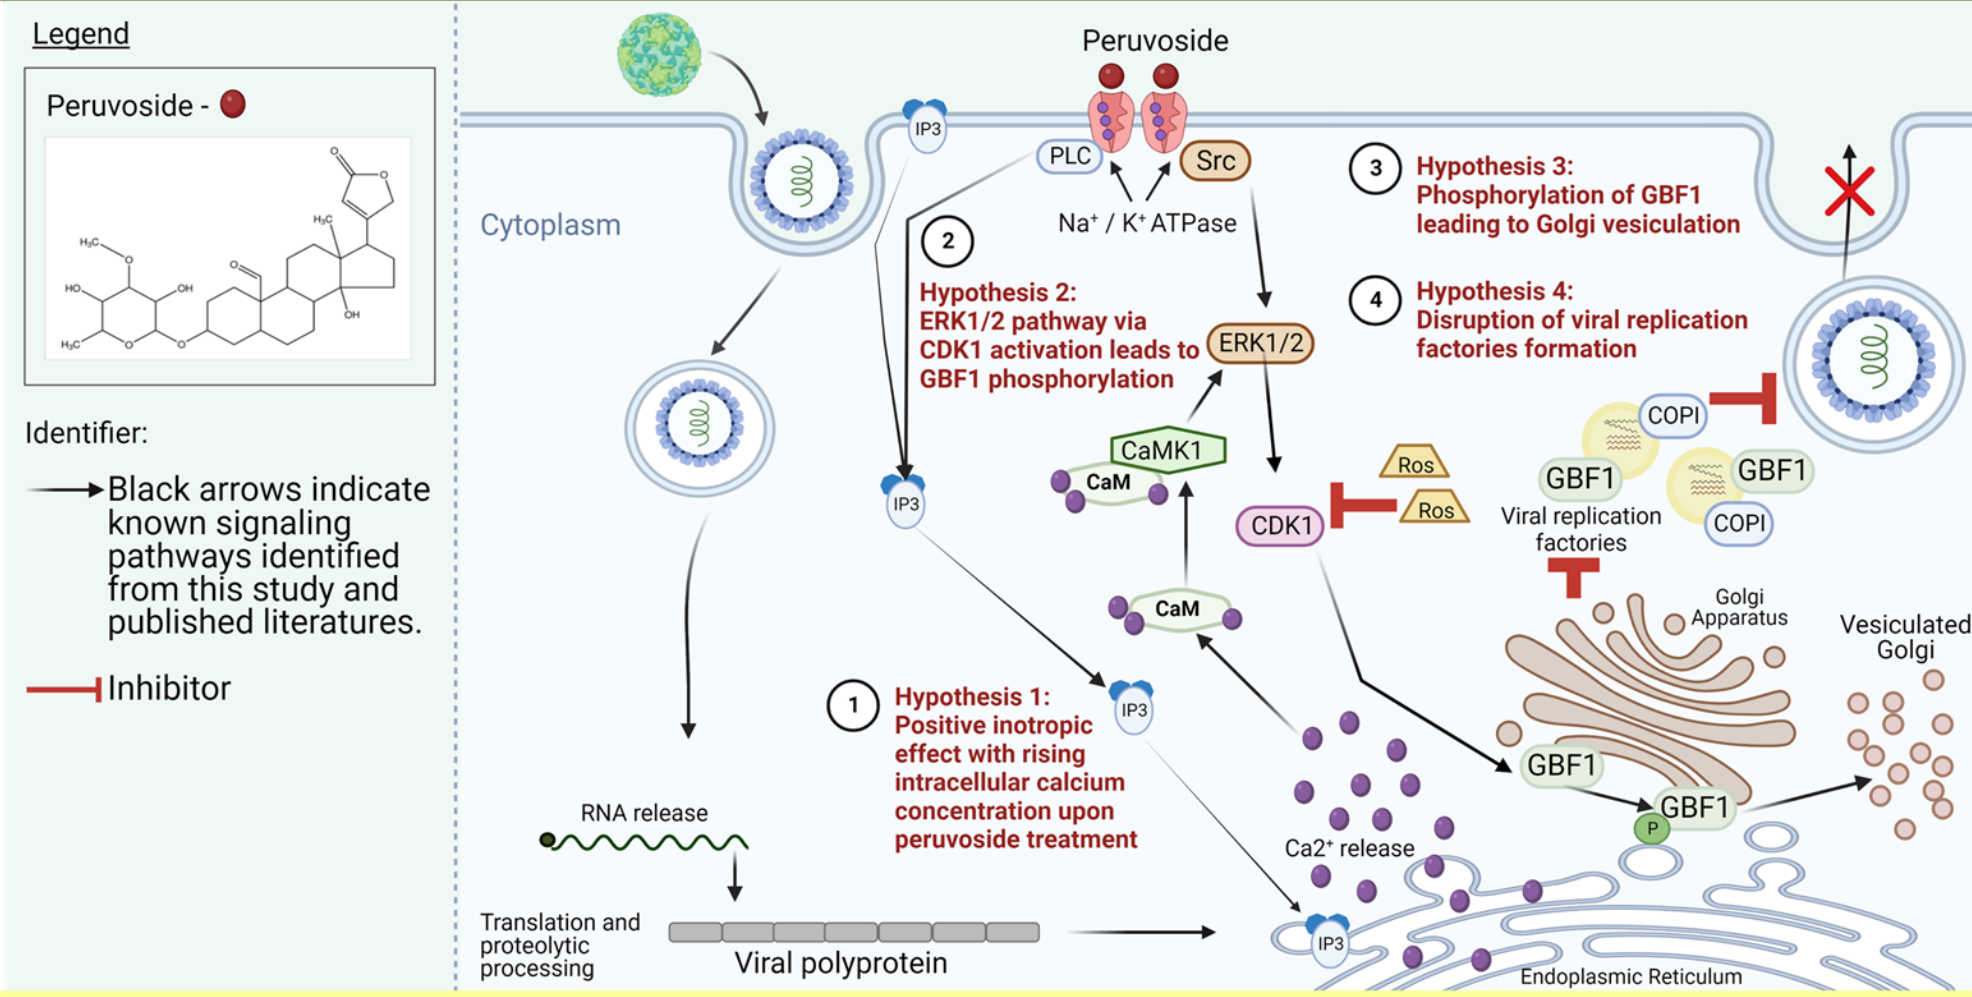 Legend
Peruvoside -
O
O
H₃C
H₃C
O
O
HO
OH
OH
H₃C
O
O
Identifier:
Black arrows indicate
known signaling
pathways identified
from this study and
published literatures.
Inhibitor
Peruvoside
IP3
PLC
Src
Na⁺ / K⁺ ATPase
Cytoplasm
2
Hypothesis 2:
ERK1/2 pathway via
CDK1 activation leads to
GBF1 phosphorylation
ERK1/2
3
Hypothesis 3:
Phosphorylation of GBF1
leading to Golgi vesiculation
4
Hypothesis 4:
Disruption of viral replication
factories formation
COPI
GBF1
GBF1
COPI
Viral replication
factories
CaMK1
CaM
IP3
Ros
Ros
CDK1
CaM
Golgi
Apparatus
Vesiculated
Golgi
1
Hypothesis 1:
Positive inotropic
effect with rising
intracellular calcium
concentration upon
peruvoside treatment
IP3
GBF1
GBF1
P
RNA release
Ca2⁺ release
Translation and
proteolytic
processing
Viral polyprotein
IP3
Endoplasmic Reticulum